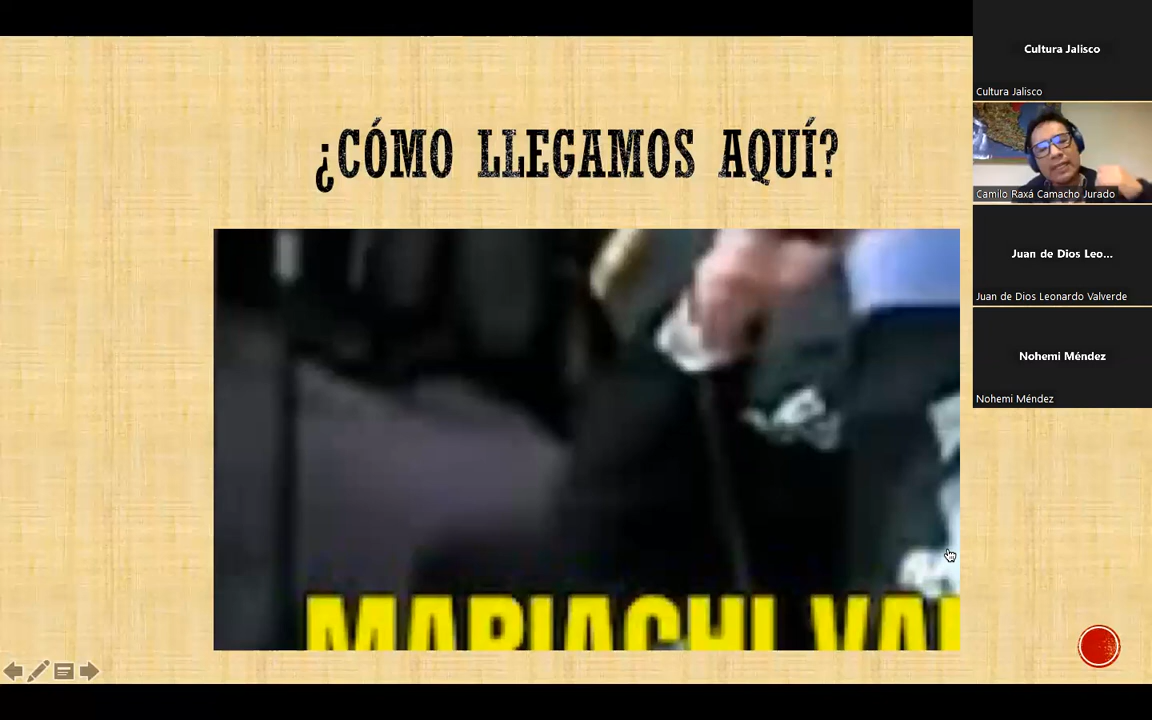 ¿CÓMO LLEGAMOS AQUÍ?
MARIACHI
Cultura Jalisco
Cultura Jalisco
Camilo Raxá Camacho Jurado
Juan de Dios Leo...
Juan de Dios Leonardo Valverde
Nohemi Méndez
Nohemi Méndez